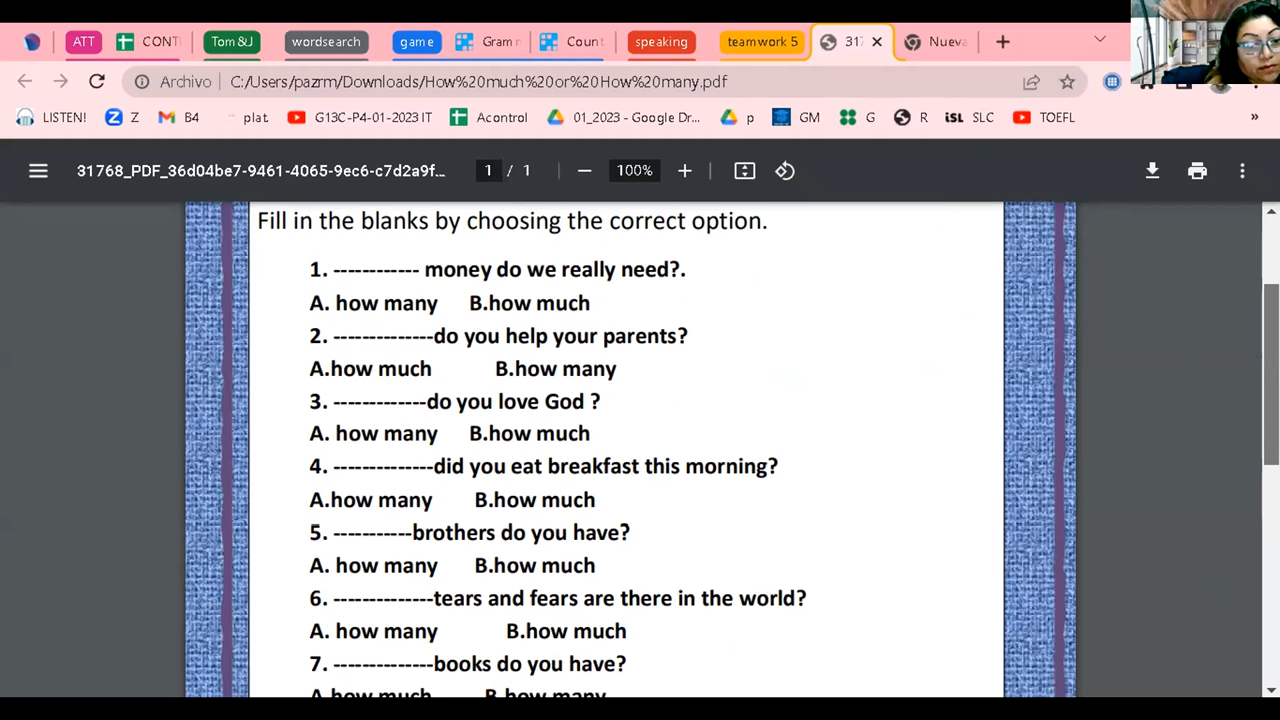 ATT
CONT
Tom &J
wordsearch
game
Gram
Count
speaking
teamwork 5
317
Nueva
Archivo
C:/Users/pazrm/Downloads/How%20much%20or%20How%20many.pdf
LISTEN!
Z
B4
plat.
G13C-P4-01-2023 IT
Acontrol
01_2023 - Google Dr...
p
GM
G
R
iSL SLC
TOEFL
»
31768_PDF_36d04be7-9461-4065-9ec6-c7d2a9f...
1 / 1
100%
Fill in the blanks by choosing the correct option.
1. ------------ money do we really need?.
A. how many B.how much
2. --------------do you help your parents?
A.how much B.how many
3. -------------do you love God ?
A. how many B.how much
4. --------------did you eat breakfast this morning?
A.how many B.how much
5. -----------brothers do you have?
A. how many B.how much
6. --------------tears and fears are there in the world?
A. how many B.how much
7. --------------books do you have?
A.how much B.how many